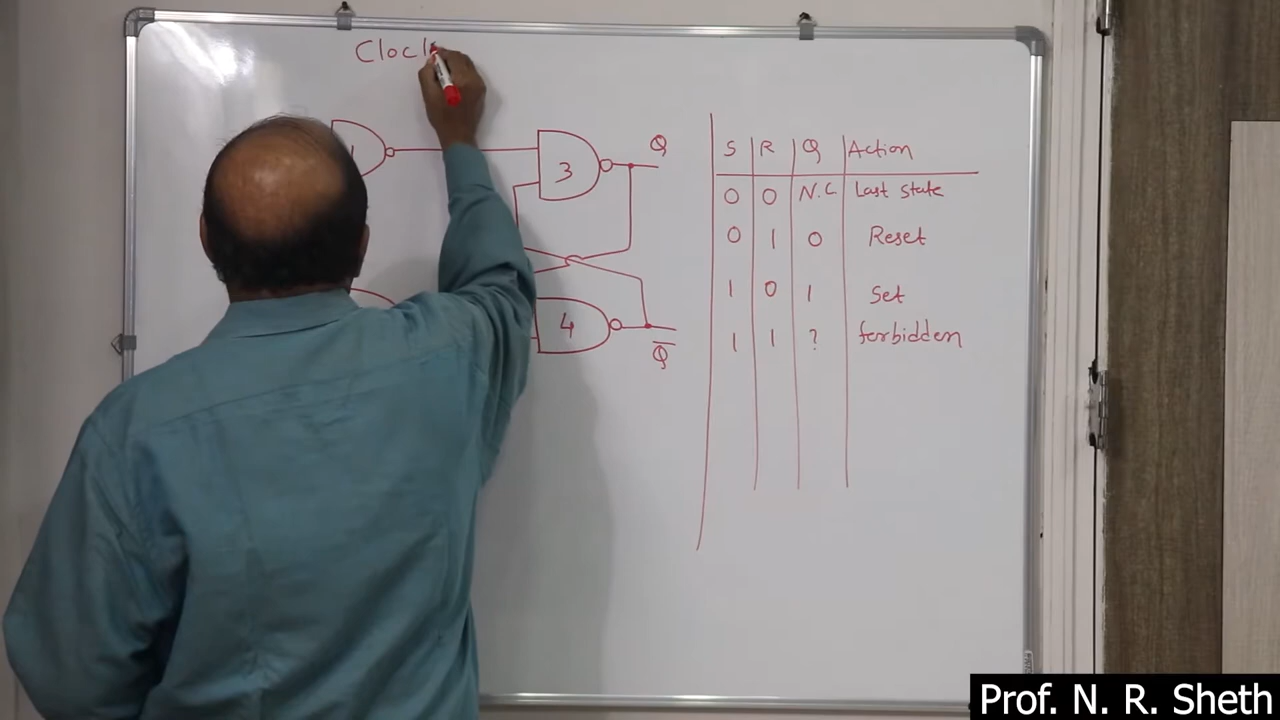 Clock
1
3
Q
4
Q̅
S R Q Action
0 0 N.C Last state
0 1 0 Reset
1 0 1 Set
1 1 ? forbidden
Prof. N. R. Sheth